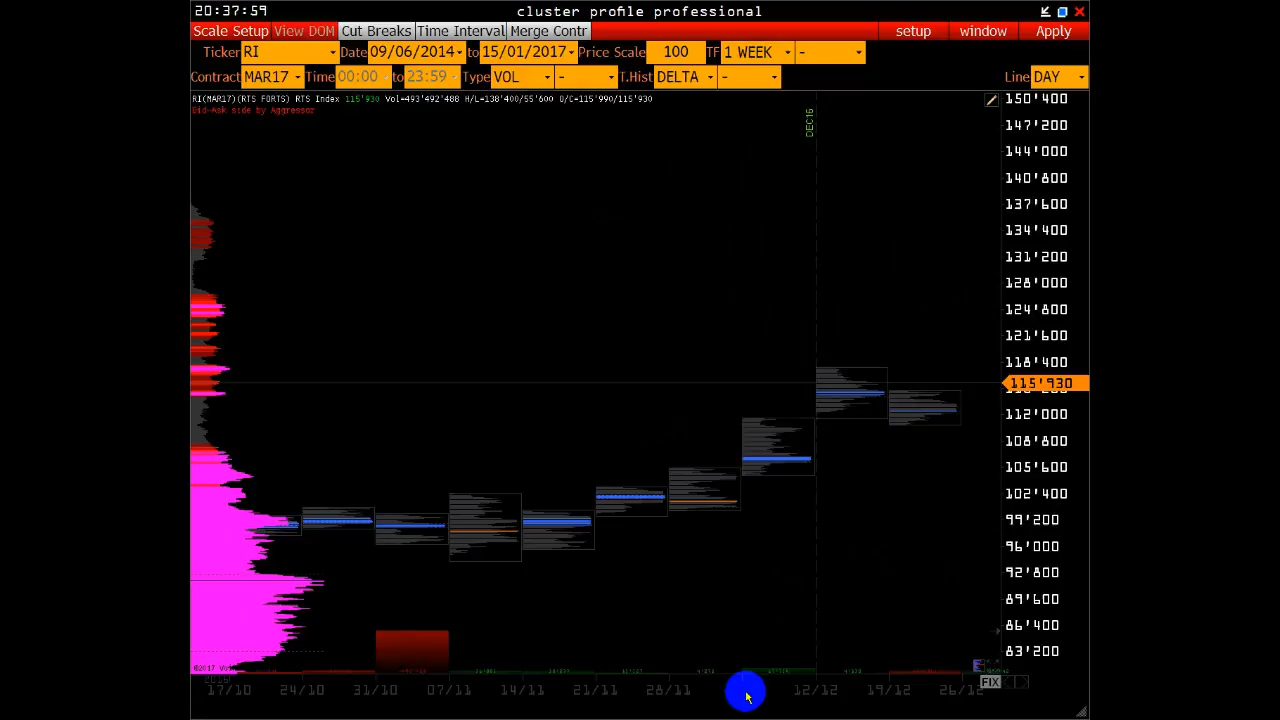 20:37:59 cluster profile professional
Scale Setup View DOM Cut Breaks Time Interval Merge Contr setup window Apply
Ticker RI Date 09/06/2014 to 15/01/2017 Price Scale 100 TF 1 WEEK -
Contract MAR17 Time 00:00 to 23:59 Type VOL - T.Hist DELTA - Line DAY
RI(MAR17)(RTS FORTS) RTS Index 115'930 Vol=493'492'488 H/L=138'400/55'600 O/C=115'990/115'930
Bid-Ask side by Aggressor
DEC16
150'400
147'200
144'000
140'800
137'600
134'400
131'200
128'000
124'800
121'600
118'400
115'930
112'000
108'800
105'600
102'400
99'200
96'000
92'800
89'600
86'400
83'200
FIX
17/10 24/10 31/10 07/11 14/11 21/11 28/11 12/12 19/12 26/12